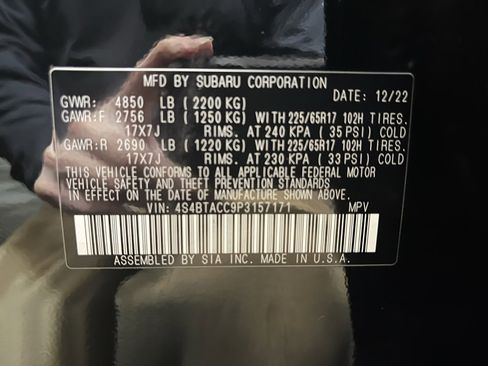 MFD BY SUBARU CORPORATION
GVWR: 4850 LB ( 2200 KG) DATE: 12/22
GAWR:F 2756 LB ( 1250 KG) WITH 225/65R17 102H TIRES.
17X7J RIMS. AT 240 KPA ( 35 PSI) COLD
GAWR:R 2690 LB ( 1220 KG) WITH 225/65R17 102H TIRES.
17X7J RIMS. AT 230 KPA ( 33 PSI) COLD
THIS VEHICLE CONFORMS TO ALL APPLICABLE FEDERAL MOTOR
VEHICLE SAFETY AND THEFT PREVENTION STANDARDS
IN EFFECT ON THE DATE OF MANUFACTURE SHOWN ABOVE.
VIN: 4S4BTACC9P3157171 MPV
ASSEMBLED BY SIA INC. MADE IN U.S.A.